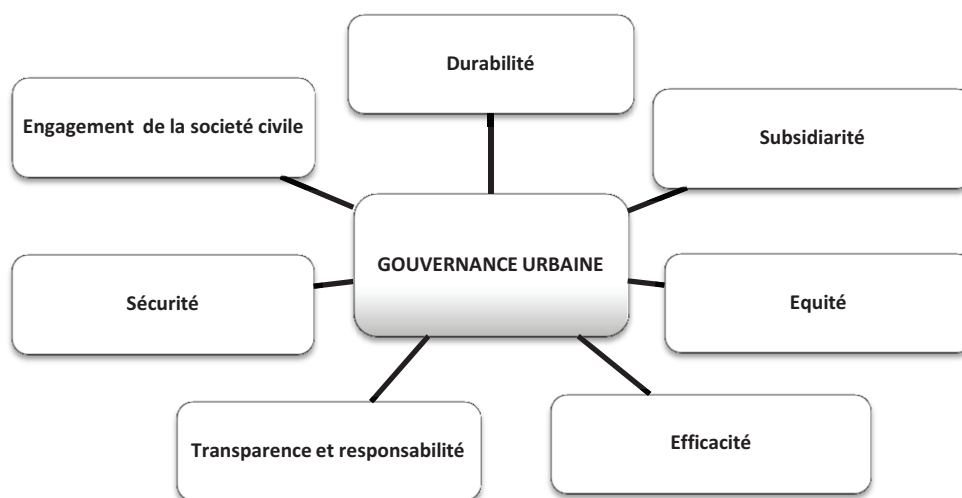 Durabilité
Engagement de la societé civile
Subsidiarité
GOUVERNANCE URBAINE
Sécurité
Equité
Transparence et responsabilité
Efficacité